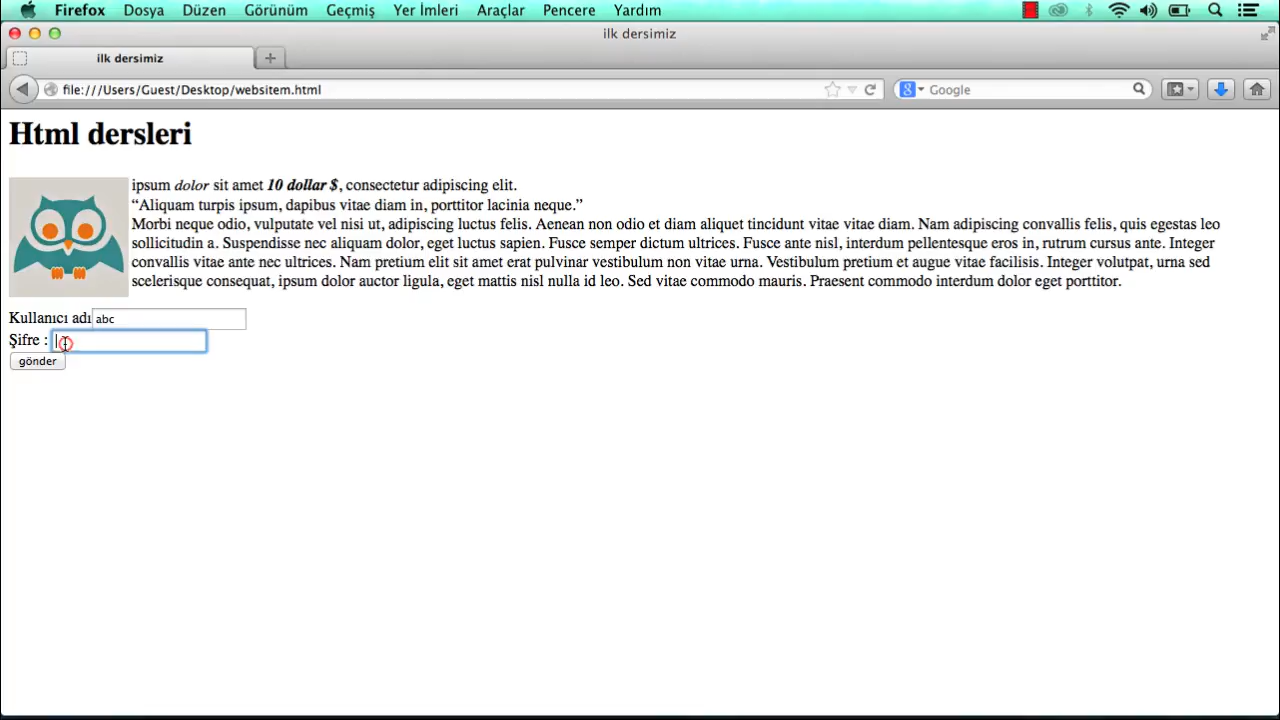 Firefox Dosya Düzen Görünüm Geçmiş Yer İmleri Araçlar Pencere Yardım
ilk dersimiz
ilk dersimiz
file:///Users/Guest/Desktop/websitem.html
Google
Html dersleri
ipsum dolor sit amet 10 dollar $, consectetur adipiscing elit.
“Aliquam turpis ipsum, dapibus vitae diam in, porttitor lacinia neque.”
Morbi neque odio, vulputate vel nisi ut, adipiscing luctus felis. Aenean non odio et diam aliquet tincidunt vitae vitae diam. Nam adipiscing convallis felis, quis egestas leo
sollicitudin a. Suspendisse nec aliquam dolor, eget luctus sapien. Fusce semper dictum ultrices. Fusce ante nisl, interdum pellentesque eros in, rutrum cursus ante. Integer
convallis vitae ante nec ultrices. Nam pretium elit sit amet erat pulvinar vestibulum non vitae urna. Vestibulum pretium et augue vitae facilisis. Integer volutpat, urna sed
scelerisque consequat, ipsum dolor auctor ligula, eget mattis nisl nulla id leo. Sed vitae commodo mauris. Praesent commodo interdum dolor eget porttitor.
Kullanıcı adı abc
Şifre :
gönder